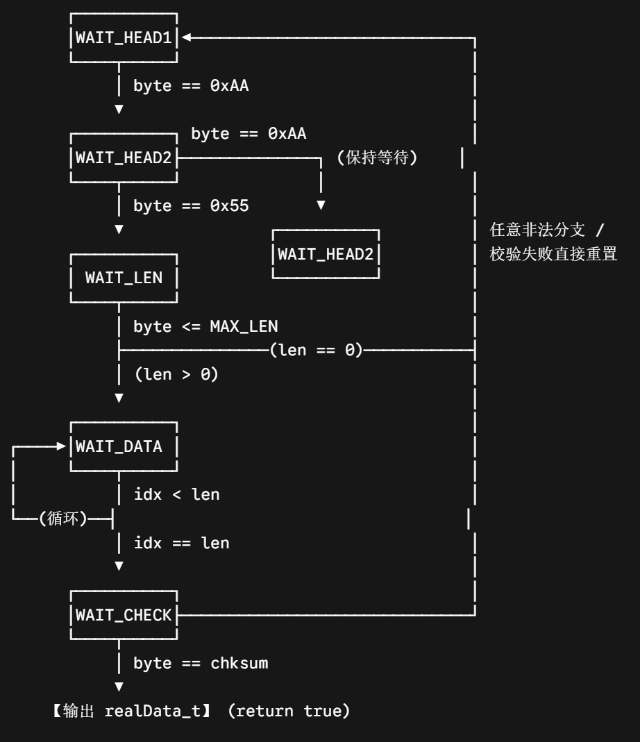 WAIT_HEAD1
byte == 0xAA
byte == 0xAA
WAIT_HEAD2 (保持等待)
byte == 0x55
任意非法分支 /
WAIT_HEAD2 校验失败直接重置
WAIT_LEN
byte <= MAX_LEN
(len == 0)
(len > 0)
WAIT_DATA
idx < len
(循环)
idx == len
WAIT_CHECK
byte == chksum
【输出 realData_t】 (return true)